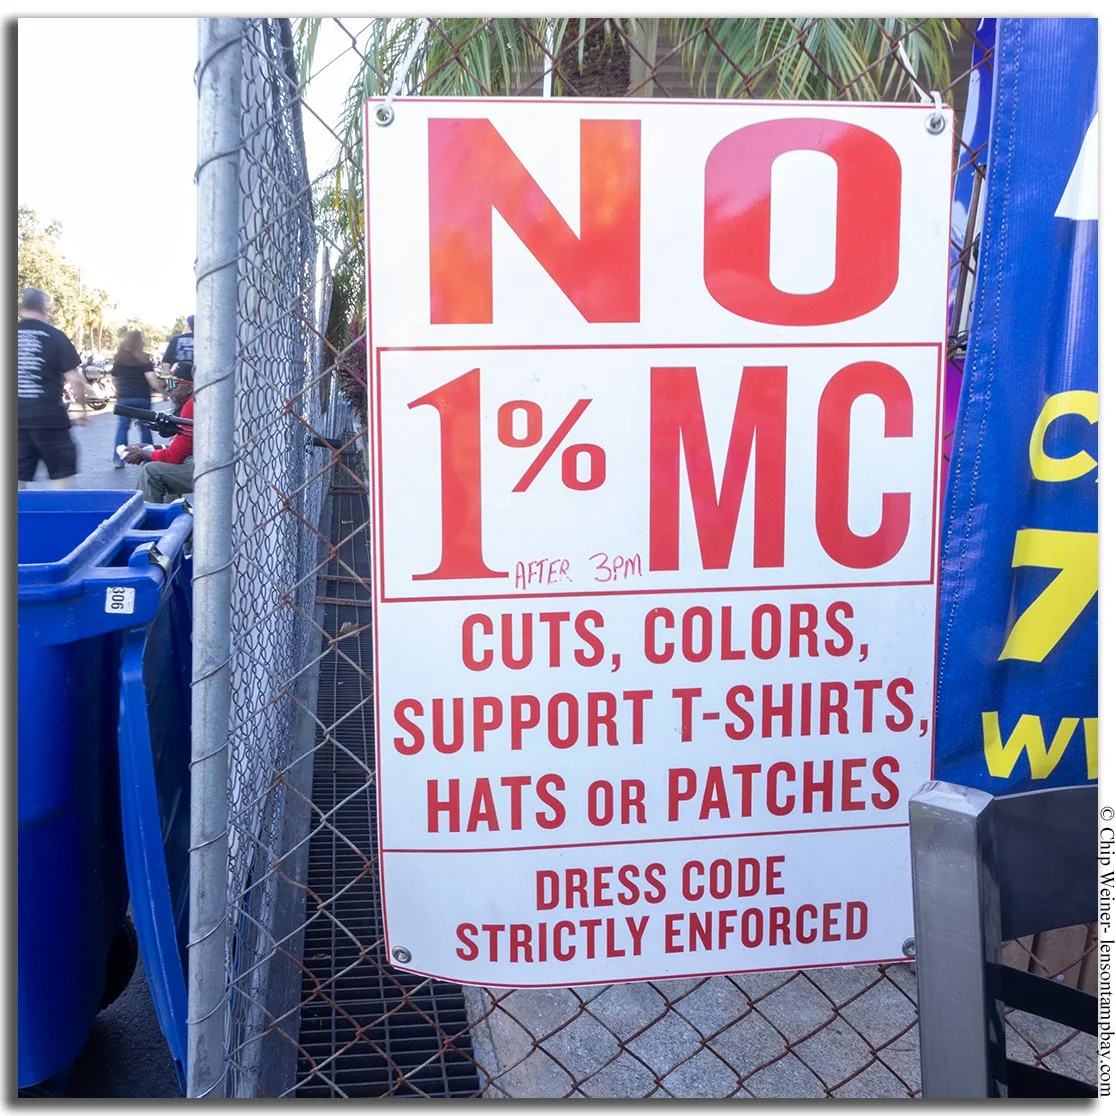 NO
1% MC
AFTER 3PM
CUTS, COLORS,
SUPPORT T-SHIRTS,
HATS OR PATCHES
DRESS CODE
STRICTLY ENFORCED
306
7
© Chip Weiner- lensontampbay.com